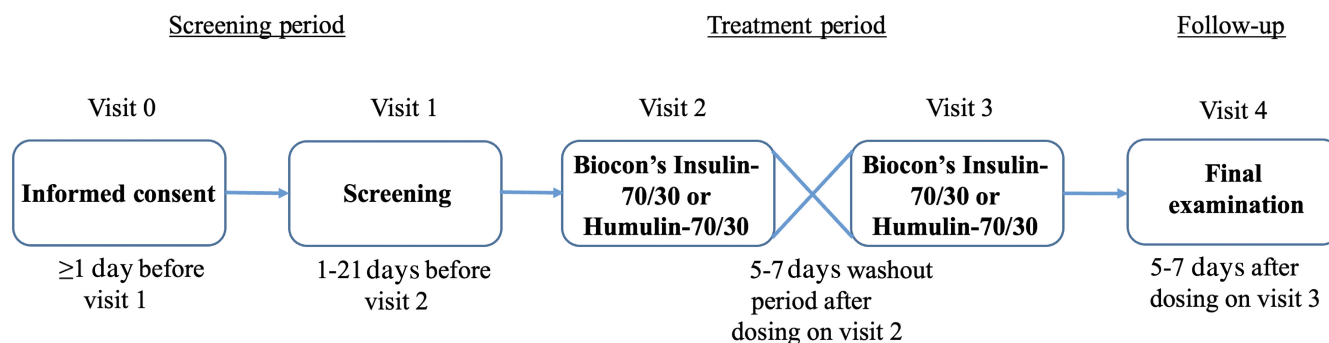 Screening period
Treatment period
Follow-up
Visit 0
Visit 1
Visit 2
Visit 3
Visit 4
Informed consent
Screening
Biocon’s Insulin-
70/30 or
Humulin-70/30
Biocon’s Insulin-
70/30 or
Humulin-70/30
Final
examination
≥1 day before
visit 1
1-21 days before
visit 2
5-7 days washout
period after
dosing on visit 2
5-7 days after
dosing on visit 3